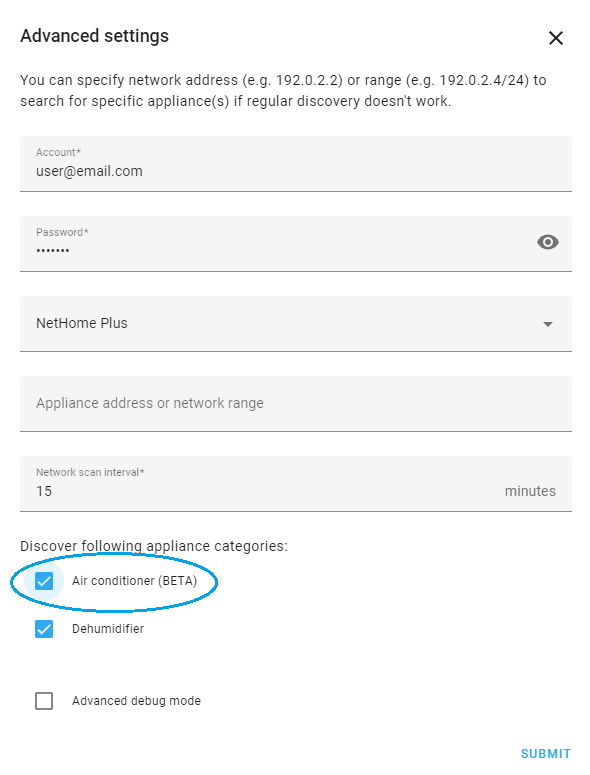 Advanced settings
You can specify network address (e.g. 192.0.2.2) or range (e.g. 192.0.2.4/24) to
search for specific appliance(s) if regular discovery doesn't work.
Account*
user@email.com
Password*
•••••••
NetHome Plus
Appliance address or network range
Network scan interval*
15 minutes
Discover following appliance categories:
Air conditioner (BETA)
Dehumidifier
Advanced debug mode
SUBMIT